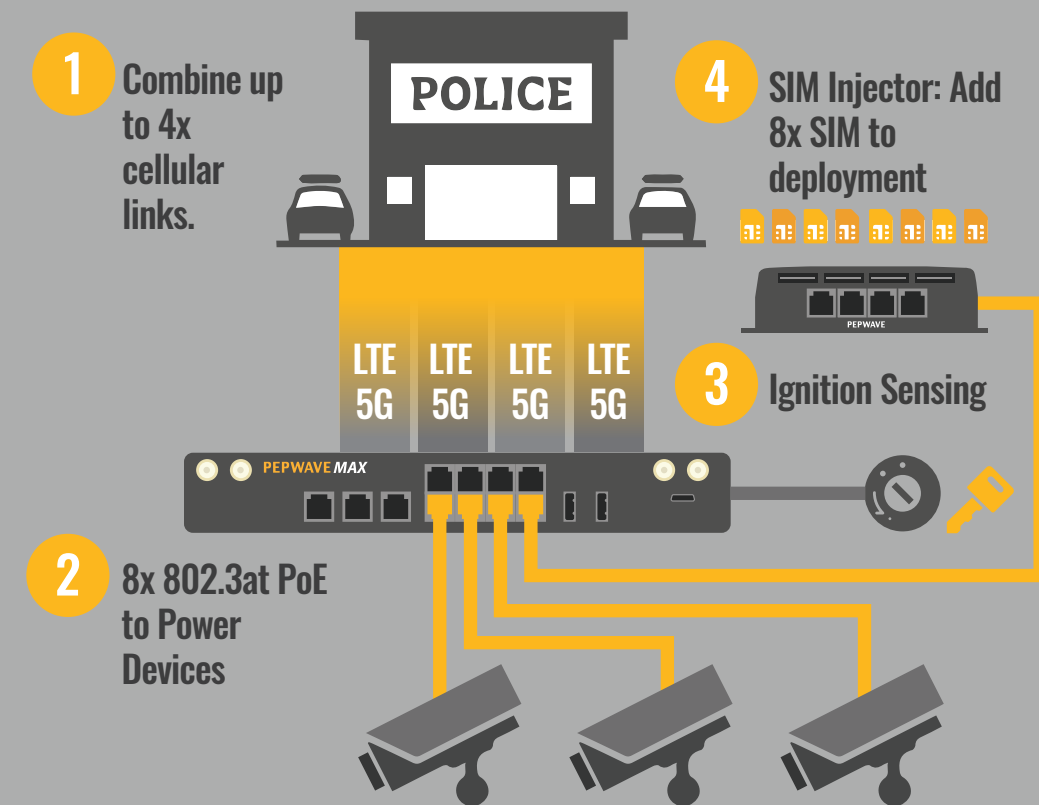 1
Combine up
to 4x
cellular
links.
POLICE
4
SIM Injector: Add
8x SIM to
deployment
PEPWAVE
LTE
5G
LTE
5G
LTE
5G
LTE
5G
3
Ignition Sensing
PEPWAVE MAX
2
8x 802.3at PoE
to Power
Devices